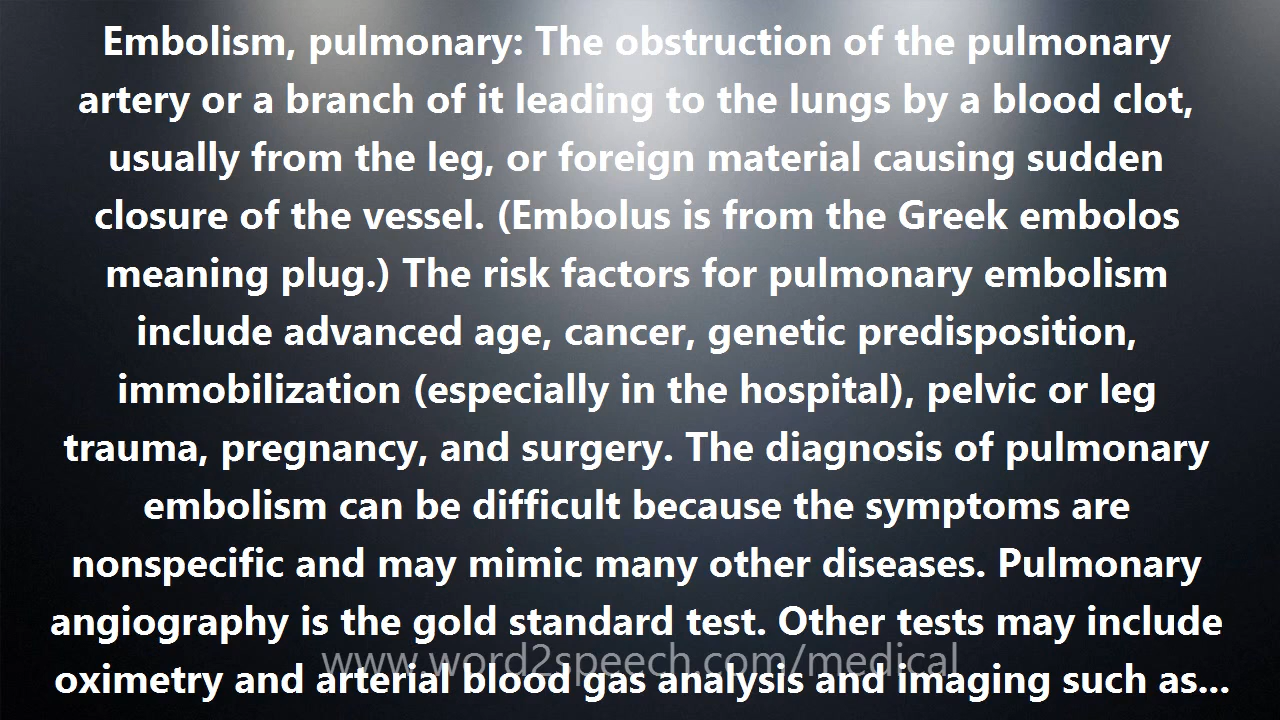 Embolism, pulmonary: The obstruction of the pulmonary
artery or a branch of it leading to the lungs by a blood clot,
usually from the leg, or foreign material causing sudden
closure of the vessel. (Embolus is from the Greek embolos
meaning plug.) The risk factors for pulmonary embolism
include advanced age, cancer, genetic predisposition,
immobilization (especially in the hospital), pelvic or leg
trauma, pregnancy, and surgery. The diagnosis of pulmonary
embolism can be difficult because the symptoms are
nonspecific and may mimic many other diseases. Pulmonary
angiography is the gold standard test. Other tests may include
www.word2speech.com/medical
oximetry and arterial blood gas analysis and imaging such as...